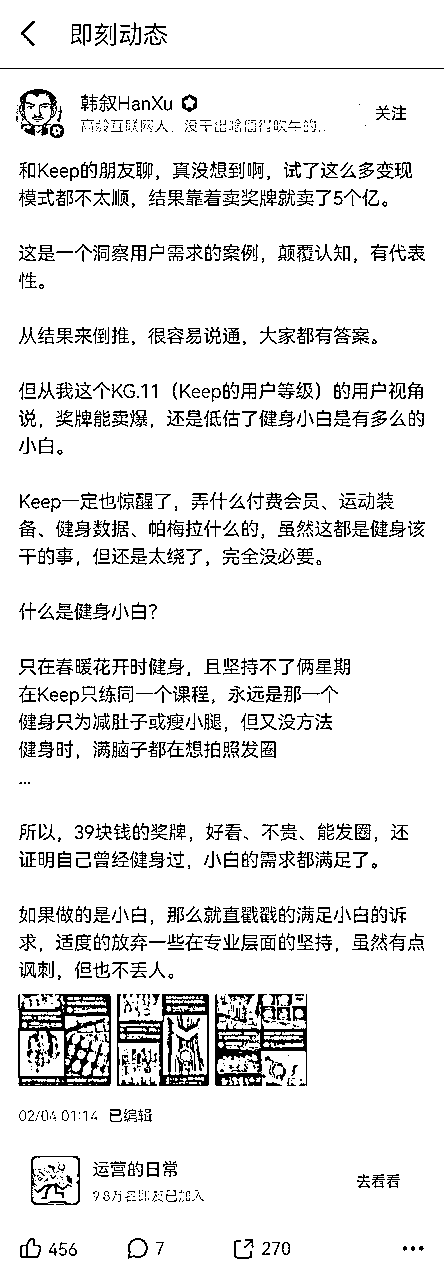 即刻动态
韩叙HanXu
高龄互联网人，没干出啥值得吹牛的..
关注
和Keep的朋友聊，真没想到啊，试了这么多变现
模式都不太顺，结果靠着卖奖牌就卖了5个亿。
这是一个洞察用户需求的案例，颠覆认知，有代表
性。
从结果来倒推，很容易说通，大家都有答案。
但从我这个KG.11（Keep的用户等级）的用户视角
说，奖牌能卖爆，还是低估了健身小白是有多么的
小白。
Keep一定也惊醒了，弄什么付费会员、运动装
备、健身数据、帕梅拉什么的，虽然这都是健身该
干的事，但还是太绕了，完全没必要。
什么是健身小白？
只在春暖花开时健身，且坚持不了俩星期
在Keep只练同一个课程，永远是那一个
健身只为减肚子或瘦小腿，但又没方法
健身时，满脑子都在想拍照发圈
...
所以，39块钱的奖牌，好看、不贵、能发圈，还
证明自己曾经健身过，小白的需求都满足了。
如果做的是小白，那么就直戳戳的满足小白的诉
求，适度的放弃一些在专业层面的坚持，虽然有点
讽刺，但也不丢人。
02/04 01:14 已编辑
运营的日常
9.8万名即友已加入
去看看
456
7
270